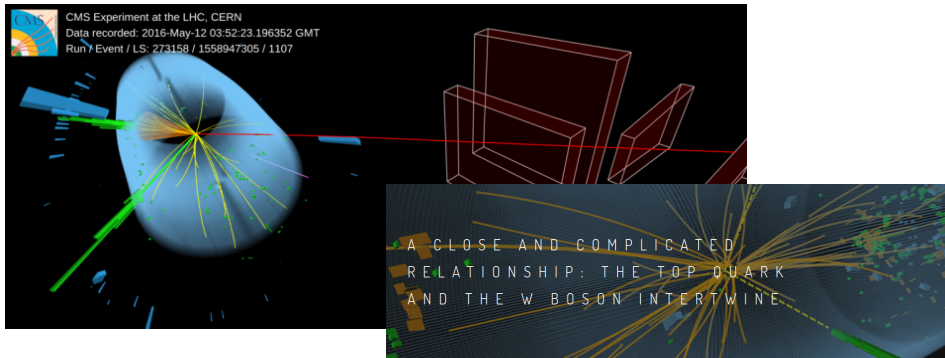 CMS
CMS Experiment at the LHC, CERN
Data recorded: 2016-May-12 03:52:23.196352 GMT
Run / Event / LS: 273158 / 1558947305 / 1107
A CLOSE AND COMPLICATED
RELATIONSHIP: THE TOP QUARK
AND THE W BOSON INTERTWINE